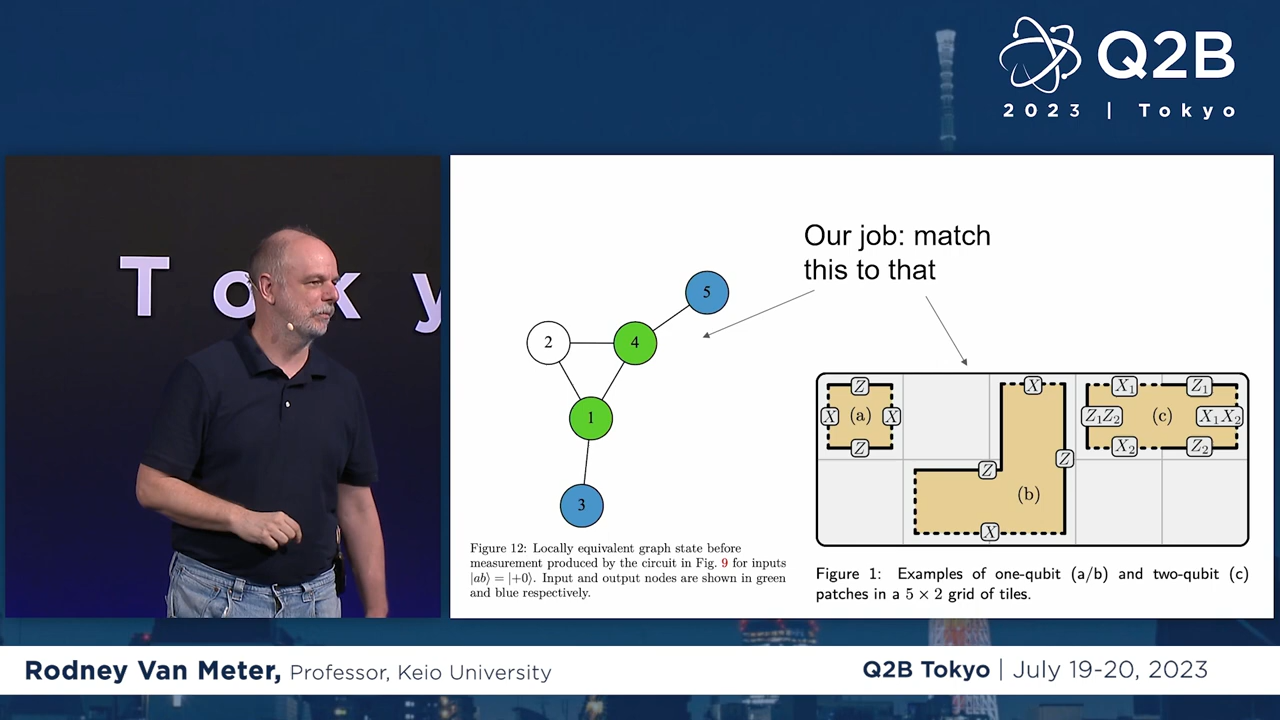 Q2B
2023 | Tokyo
Tok y
Our job: match
this to that
5
2
4
1
3
Figure 12: Locally equivalent graph state before
measurement produced by the circuit in Fig. 9 for inputs
|ab⟩ = |+0⟩. Input and output nodes are shown in green
and blue respectively.
Z
X
(a)
X
Z
X
Z
Z
(b)
X
X₁
Z₁
Z₁Z₂
(c)
X₁X₂
X₂
Z₂
Figure 1: Examples of one-qubit (a/b) and two-qubit (c)
patches in a 5 × 2 grid of tiles.
Rodney Van Meter, Professor, Keio University
Q2B Tokyo | July 19-20, 2023